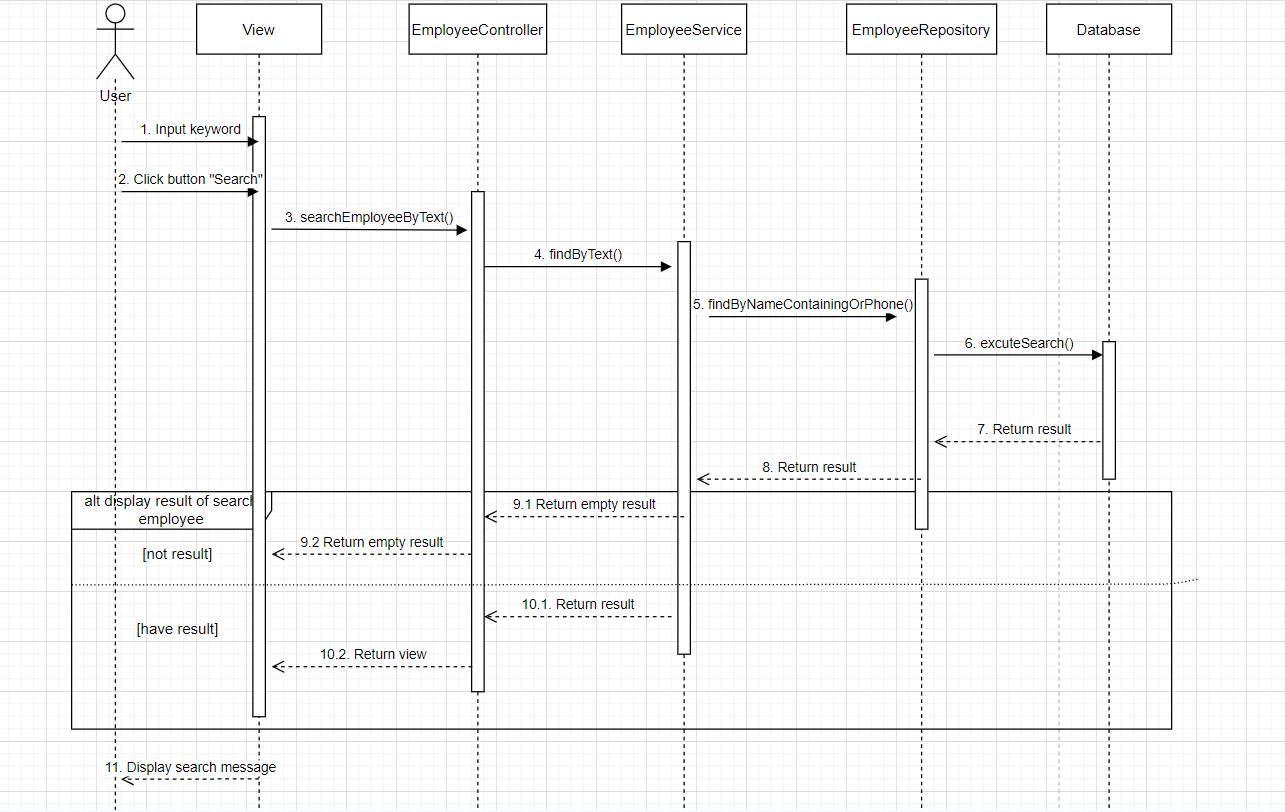 View
EmployeeController
EmployeeService
EmployeeRepository
Database
User
1. Input keyword
2. Click button "Search"
3. searchEmployeeByText()
4. findByText()
5. findByNameContainingOrPhone()
6. excuteSearch()
7. Return result
8. Return result
alt display result of search
employee
9.1 Return empty result
9.2 Return empty result
[not result]
10.1. Return result
[have result]
10.2. Return view
11. Display search message